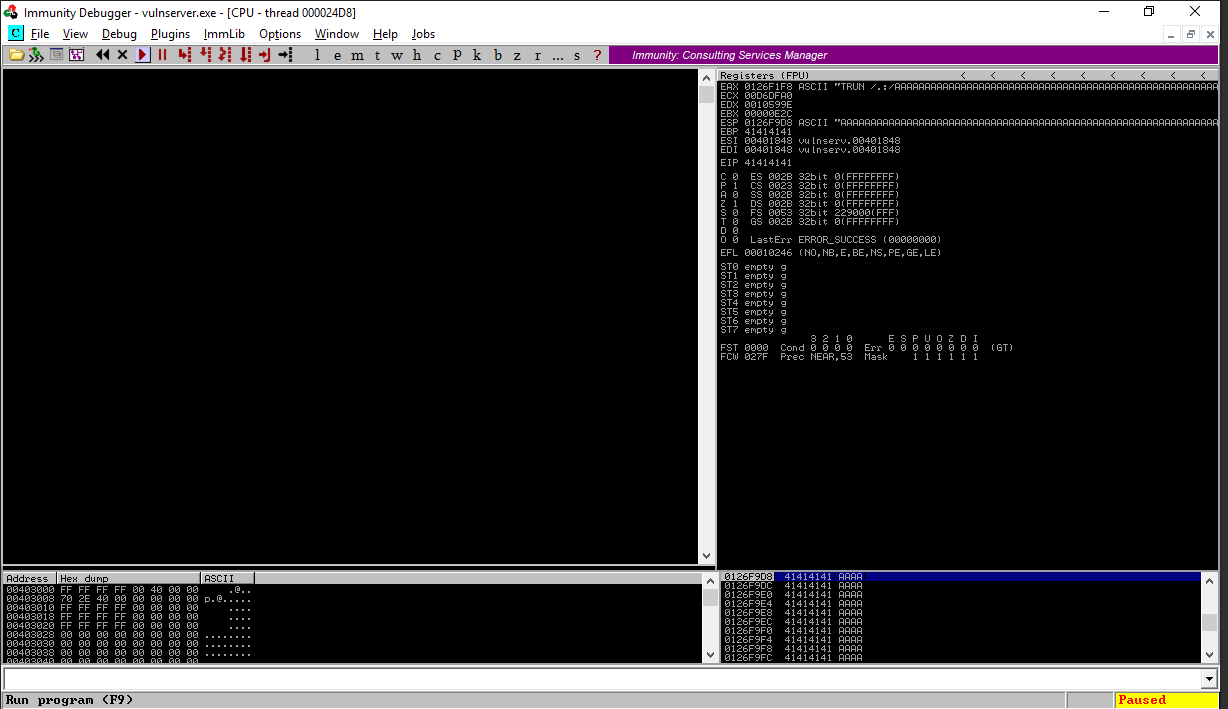 Immunity Debugger - vulnserver.exe - [CPU - thread 000024D8]
C File View Debug Plugins ImmLib Options Window Help Jobs
l e m t w h c P k b z r ... s ? Immunity: Consulting Services Manager
Registers (FPU) < < < < < < < < <
EAX 0126F1F8 ASCII "TRUN /.:/AAAAAAAAAAAAAAAAAAAAAAAAAAAAAAAAAAAAAAAAAAAAAAAAAAAAAA
ECX 00D6DFA0
EDX 0010599E
EBX 00000E2C
ESP 0126F9D8 ASCII "AAAAAAAAAAAAAAAAAAAAAAAAAAAAAAAAAAAAAAAAAAAAAAAAAAAAAAAAAAAAAAA
EBP 41414141
ESI 00401848 vulnserv.00401848
EDI 00401848 vulnserv.00401848
EIP 41414141
C 0 ES 002B 32bit 0(FFFFFFFF)
P 1 CS 0023 32bit 0(FFFFFFFF)
A 0 SS 002B 32bit 0(FFFFFFFF)
Z 1 DS 002B 32bit 0(FFFFFFFF)
S 0 FS 0053 32bit 229000(FFF)
T 0 GS 002B 32bit 0(FFFFFFFF)
D 0
O 0 LastErr ERROR_SUCCESS (00000000)
EFL 00010246 (NO,NB,E,BE,NS,PE,GE,LE)
ST0 empty g
ST1 empty g
ST2 empty g
ST3 empty g
ST4 empty g
ST5 empty g
ST6 empty g
ST7 empty g
3 2 1 0 E S P U O Z D I
FST 0000 Cond 0 0 0 0 Err 0 0 0 0 0 0 0 0 (GT)
FCW 027F Prec NEAR,53 Mask 1 1 1 1 1 1
Address Hex dump ASCII
00403000 FF FF FF FF 00 40 00 00 .@..
00403008 70 2E 40 00 00 00 00 00 p.@.....
00403010 FF FF FF FF 00 00 00 00 ....
00403018 FF FF FF FF 00 00 00 00 ....
00403020 FF FF FF FF 00 00 00 00 ....
00403028 00 00 00 00 00 00 00 00 ........
00403030 00 00 00 00 00 00 00 00 ........
00403038 00 00 00 00 00 00 00 00 ........
00403040 00 00 00 00 00 00 00 00
0126F9D8 41414141 AAAA
0126F9DC 41414141 AAAA
0126F9E0 41414141 AAAA
0126F9E4 41414141 AAAA
0126F9E8 41414141 AAAA
0126F9EC 41414141 AAAA
0126F9F0 41414141 AAAA
0126F9F4 41414141 AAAA
0126F9F8 41414141 AAAA
0126F9FC 41414141 AAAA
Run program (F9)
Paused